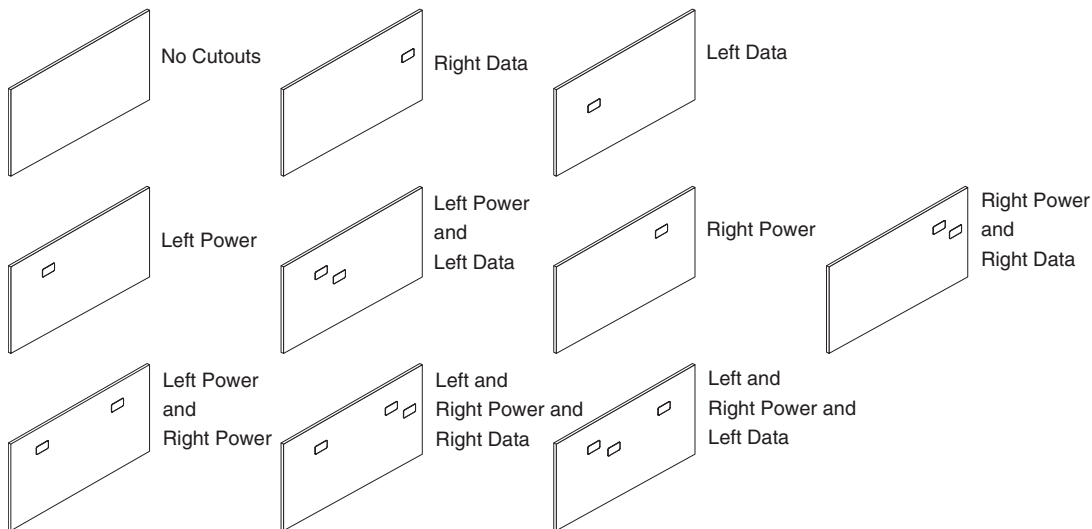 No Cutouts
Right Data
Left Data
Left Power
Left Power
and
Left Data
Right Power
Right Power
and
Right Data
Left Power
and
Right Power
Left and
Right Power and
Right Data
Left and
Right Power and
Left Data